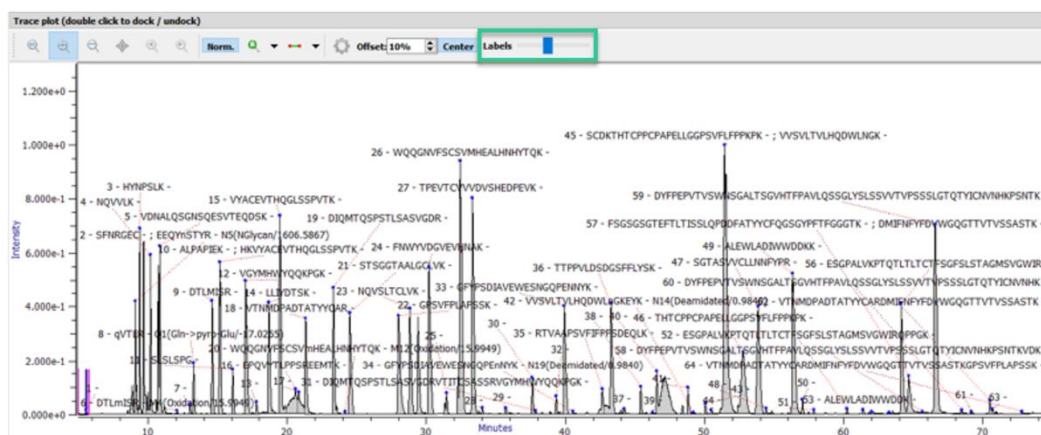 Trace plot (double click to dock / undock)
Norm. Offset: 10% Center Labels
1.200e+0
1.000e+0
8.000e-1
6.000e-1
4.000e-1
2.000e-1
0.000e+0
Intensity
45 - SCDKTHTCPPCPAPELLGGPSVFLFPPKPK - ; VVSVLTVLHQDWLNGK -
26 - WQQGNVFSCSVMHEALHNHYTQK -
3 - HYNPSLK -
4 - NQVVLK -
15 - VYACEVTHQGLSSPVTK -
27 - TPEVTCVVVDVSHEDPEVK -
59 - DYFPEPVTVSWNSGALTSGVHTFPAVLQSSGLYSLSSVVTVPSSSLGTQTYICNVNHKPSNTK
5 - VDNALQSGNSQESVTEQDSK -
19 - DIQMTQSPSTLSASVGDR -
57 - FSGSGSGTEFTLTISSLQPDDFATYYCFQGSGYPFTFGGGTK - ; DMIFNFYFDVWGQGTTVTVSSASTK
2 - SFNRGEC - ; EEQYnSTYR - N5(NGlycan/1606.5867)
10 - ALPAPIEK - ; HKVYACEVTHQGLSSPVTK -
24 - FNWYVDGVEVHNAK -
49 - ALEWLADIWWDDKK -
12 - VGYMHWYQQKPGK -
21 - STSGGTAALGCLVK -
36 - TTPPVLDSDGSFFLYSK -
47 - SGTASVVCLLNNFYPR -
56 - ESGPALVKPTQTLTLTCTFSGFSLSTAGMSVGWIR
9 - DTLMISR -
14 - LLIYDTSK -
23 - NQVSLTCLVK -
33 - GFYPSDIAVEWESNGQPENNYK -
60 - DYFPEPVTVSWNSGALTSGVHTFPAVLQSSGLYSLSSVVTVPSSSLGTQTYICNVNHKPSNTK
18 - VTNMDPADTATYYCAR -
22 - GPSVFPLAPSSK -
42 - VVSVLTVLHQDWLnGKEYK - N14(Deamidated/0.9840)
62 - VTNMDPADTATYYCARDMIFNFYFDVWGQGTTVTVSSASTK
30 -
38 -
40 -
46 - THTCPPCPAPELLGGPSVFLFPPKPK -
8 - qVTLR - Q1(Gln->pyro-Glu/-17.0265)
25 -
35 - RTVAAPSVFIFPPSDEQLK -
52 - ESGPALVKPTQTLTLTCTFSGFSLSTAGMSVGWIRQPPGK -
20 - WQQGNVFSCSVmHEALHNHYTQK - M12(Oxidation/15.9949)
32 -
58 - DYFPEPVTVSWNSGALTSGVHTFPAVLQSSGLYSLSSVVTVPSSSLGTQTYICNVNHKPSNTKVDK
11 - SLSLSPG -
16 - EPQVYTLPPSREEMTK -
34 - GFYPSDIAVEWESNGQPEnNYK - N19(Deamidated/0.9840)
64 - VTNMDPADTATYYCARDMIFNFYFDVWGQGTTVTVSSASTKGPSVFPLAPSSK
1 -
7 -
13 -
17 -
31 - DIQMTQSPSTLSASVGDRVTITCSASSRVGYMHWYQQKPGK -
41 -
48 -
43 -
50 -
6 - DTLmISR - M4(Oxidation/15.9949)
28 -
29 -
37 -
39 -
44 -
51 -
53 - ALEWLADIWWDDK -
61 -
63 -
10 20 30 40 50 60 70
Minutes